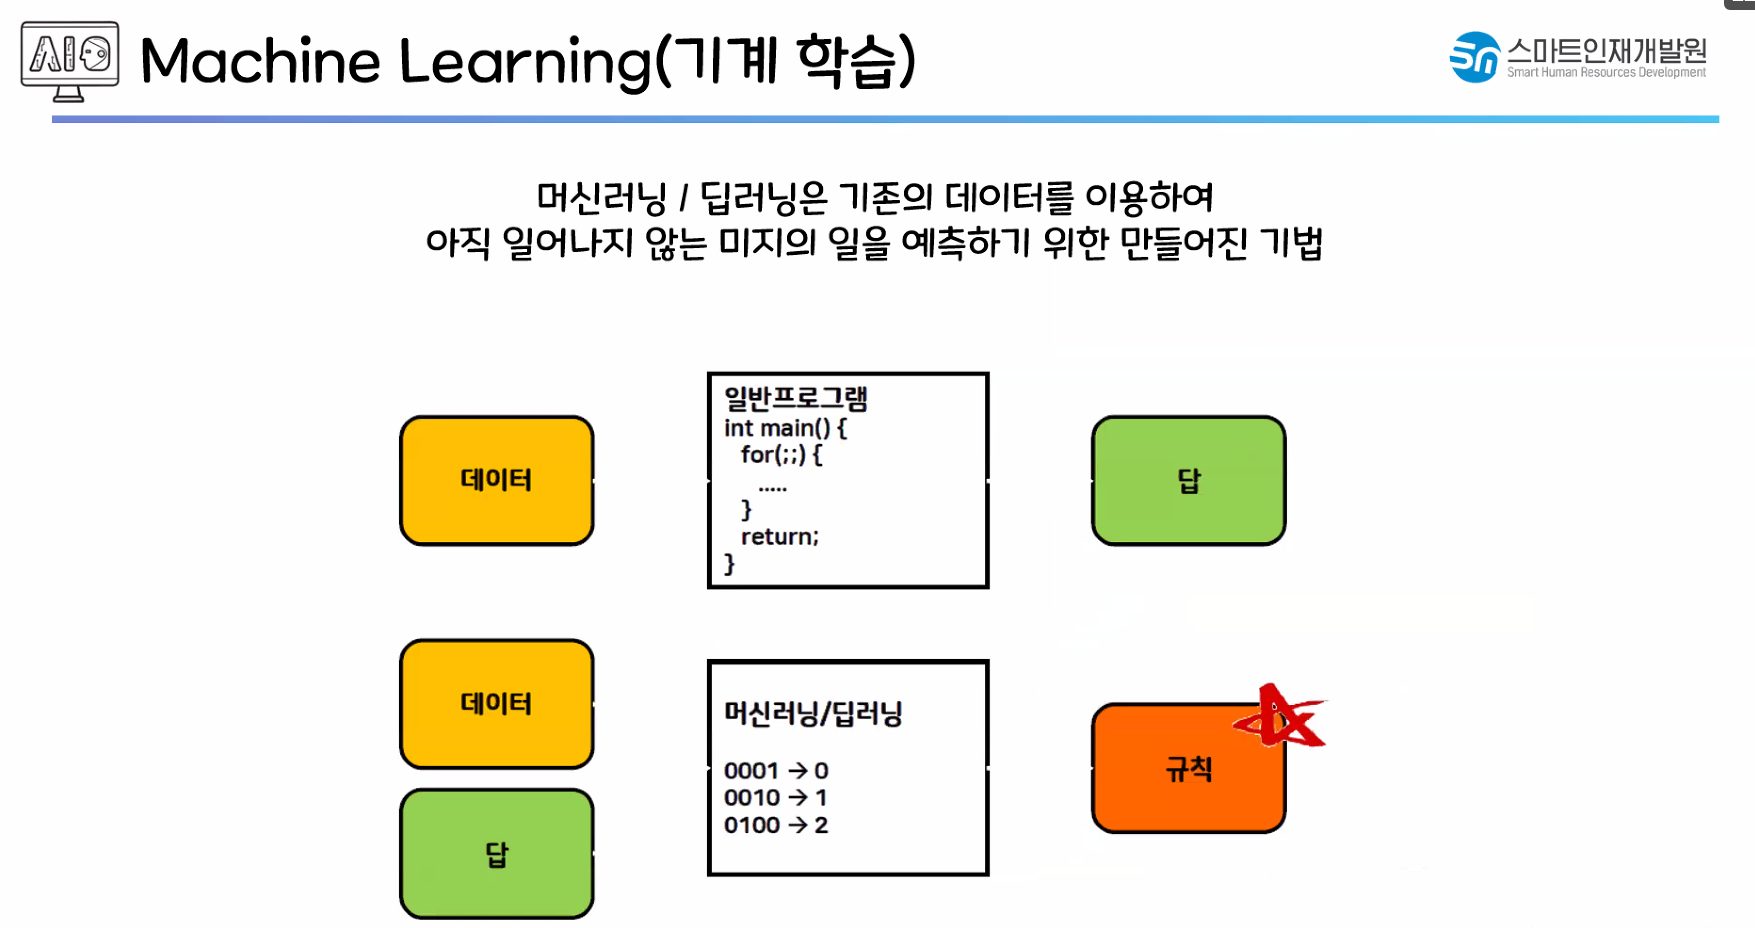 AI
Machine Learning(기계 학습)
스마트인재개발원
Smart Human Resources Development
머신러닝 / 딥러닝은 기존의 데이터를 이용하여
아직 일어나지 않는 미지의 일을 예측하기 위한 만들어진 기법
데이터
일반프로그램
int main() {
for(;;) {
.....
}
return;
}
답
데이터
답
머신러닝/딥러닝
0001 → 0
0010 → 1
0100 → 2
규칙